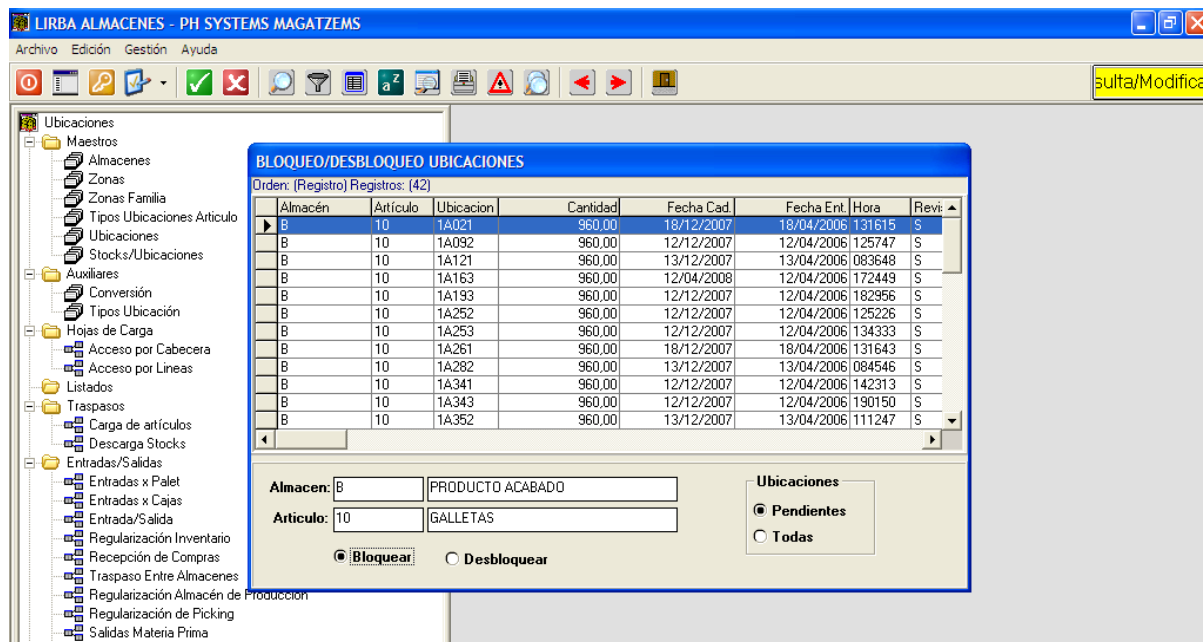 LIRBA ALMACENES - PH SYSTEMS MAGATZEMS
Archivo Edición Gestión Ayuda
sulta/Modifica
Ubicaciones
Maestros
Almacenes
Zonas
Zonas Familia
Tipos Ubicaciones Articulo
Ubicaciones
Stocks/Ubicaciones
Auxiliares
Conversión
Tipos Ubicación
Hojas de Carga
Acceso por Cabecera
Acceso por Lineas
Listados
Traspasos
Carga de artículos
Descarga Stocks
Entradas/Salidas
Entradas x Palet
Entradas x Cajas
Entrada/Salida
Regularización Inventario
Recepción de Compras
Traspaso Entre Almacenes
Regularización Almacén de Producción
Regularización de Picking
Salidas Materia Prima
BLOQUEO/DESBLOQUEO UBICACIONES
Orden: (Registro) Registros: (42)
Almacén Artículo Ubicacion Cantidad Fecha Cad. Fecha Ent. Hora Revi:
B 10 1A021 960,00 18/12/2007 18/04/2006 131615 S
B 10 1A092 960,00 12/12/2007 12/04/2006 125747 S
B 10 1A121 960,00 13/12/2007 13/04/2006 083648 S
B 10 1A163 960,00 12/04/2008 12/04/2006 172449 S
B 10 1A193 960,00 12/12/2007 12/04/2006 182956 S
B 10 1A252 960,00 12/12/2007 12/04/2006 125226 S
B 10 1A253 960,00 12/12/2007 12/04/2006 134333 S
B 10 1A261 960,00 18/12/2007 18/04/2006 131643 S
B 10 1A282 960,00 13/12/2007 13/04/2006 084546 S
B 10 1A341 960,00 12/12/2007 12/04/2006 142313 S
B 10 1A343 960,00 12/12/2007 12/04/2006 190150 S
B 10 1A352 960,00 13/12/2007 13/04/2006 111247 S
Almacen: B PRODUCTO ACABADO
Articulo: 10 GALLETAS
Bloquear Desbloquear
Ubicaciones
Pendientes
Todas